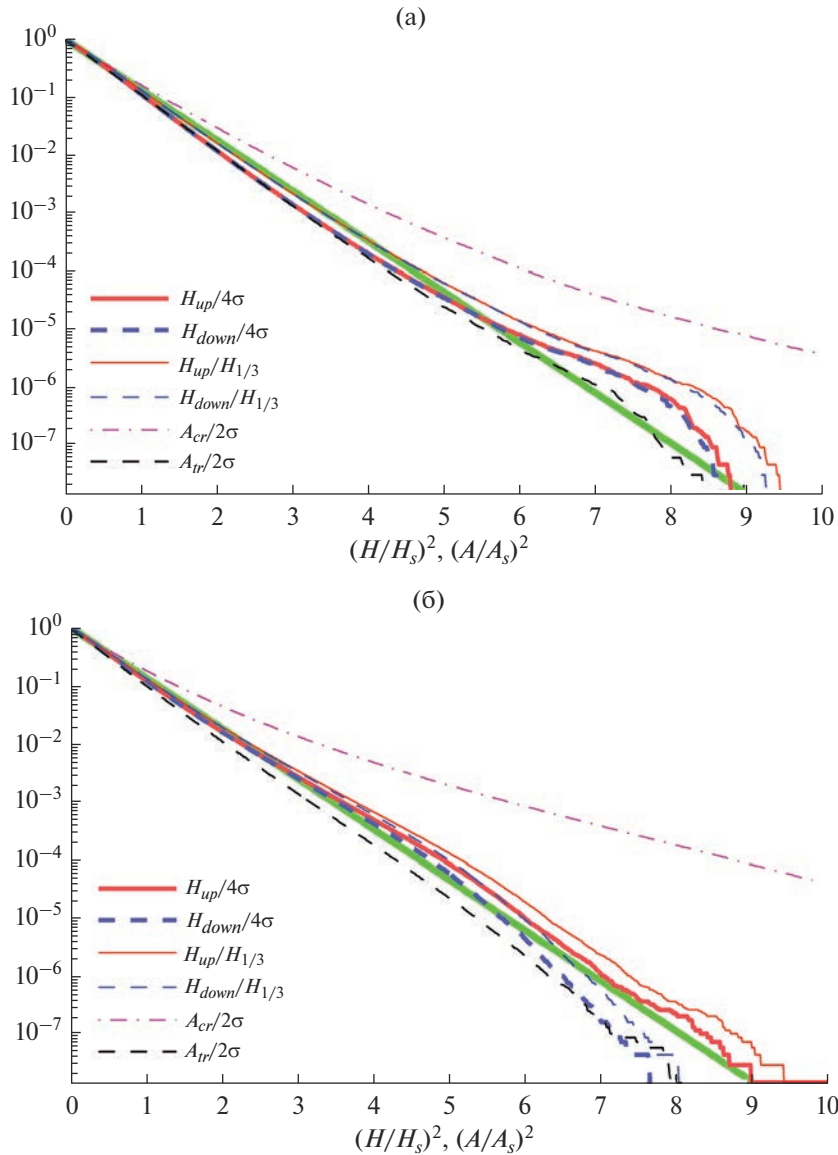 (а)
10^0
10^-1
10^-2
10^-3
10^-4
10^-5
10^-6
10^-7
H_up/4σ
H_down/4σ
H_up/H_1/3
H_down/H_1/3
A_cr/2σ
A_tr/2σ
0 1 2 3 4 5 6 7 8 9 10
(H/H_s)^2, (A/A_s)^2
(б)
10^0
10^-1
10^-2
10^-3
10^-4
10^-5
10^-6
10^-7
H_up/4σ
H_down/4σ
H_up/H_1/3
H_down/H_1/3
A_cr/2σ
A_tr/2σ
0 1 2 3 4 5 6 7 8 9 10
(H/H_s)^2, (A/A_s)^2